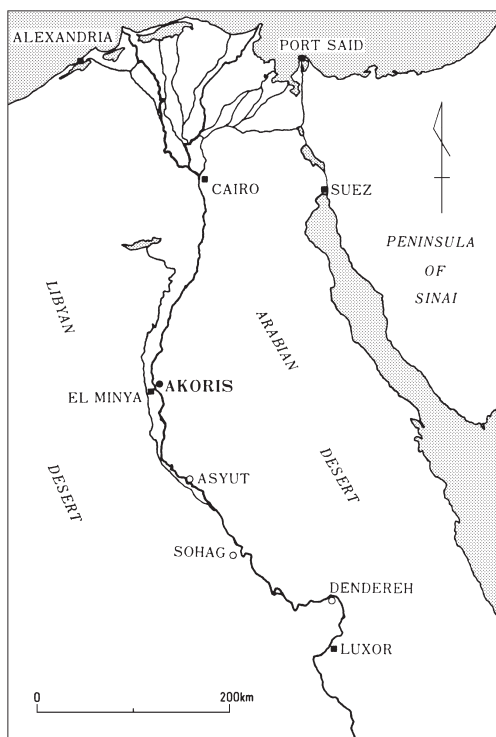 ALEXANDRIA
PORT SAID
CAIRO
SUEZ
PENINSULA
OF
SINAI
LIBYAN
ARABIAN
AKORIS
EL MINYA
DESERT
DESERT
ASYUT
SOHAG
DENDEREH
LUXOR
0
200km